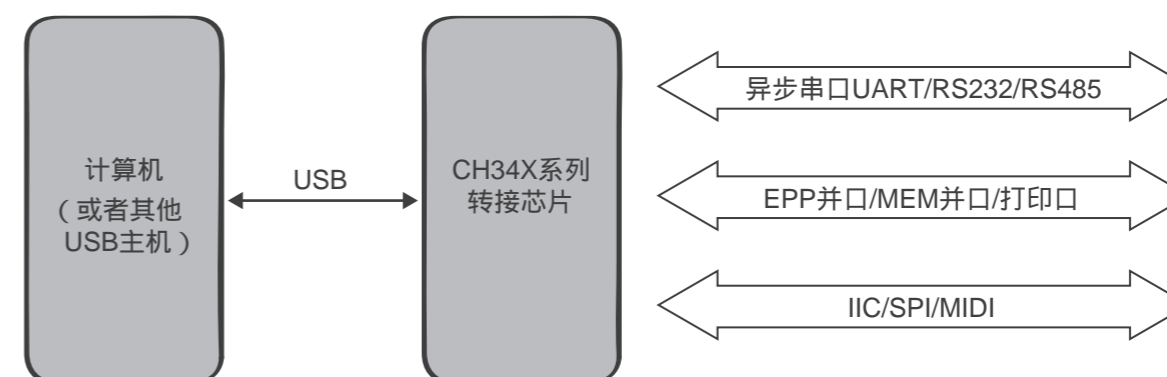 计算机
（或者其他
USB主机）
USB
CH34X系列
转接芯片
异步串口UART/RS232/RS485
EPP并口/MEM并口/打印口
IIC/SPI/MIDI